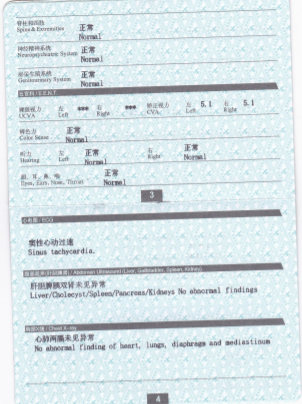 脊柱和四肢 正常
Spine & Extremities Normal
神经精神系统 正常
Neuropsychiatric System Normal
泌尿生殖系统 正常
Genitourinary System Normal
五官科/E.E.N.T
裸眼视力 左 *** 右 *** 矫正视力 左 5.1 右 5.1
UCVA Left Right CVA Left Right
辨色力 正常
Color Sense Normal
听力 左 正常 右 正常
Hearing Left Normal Right Normal
眼、耳、鼻、喉 正常
Eyes, Ears, Nose, Throat Normal
3
心电图 / ECG
窦性心动过速
Sinus tachycardia.
/ Abdomen Ultrasound (Liver, Gallbladder, Spleen, Kidney)
肝胆脾胰双肾未见异常
Liver/Cholecyst/Spleen/Pancreas/Kidneys No abnormal findings
/ Chest X-ray
心肺两膈未见异常
No abnormal finding of heart, lungs, diaphragm and mediastinum
4